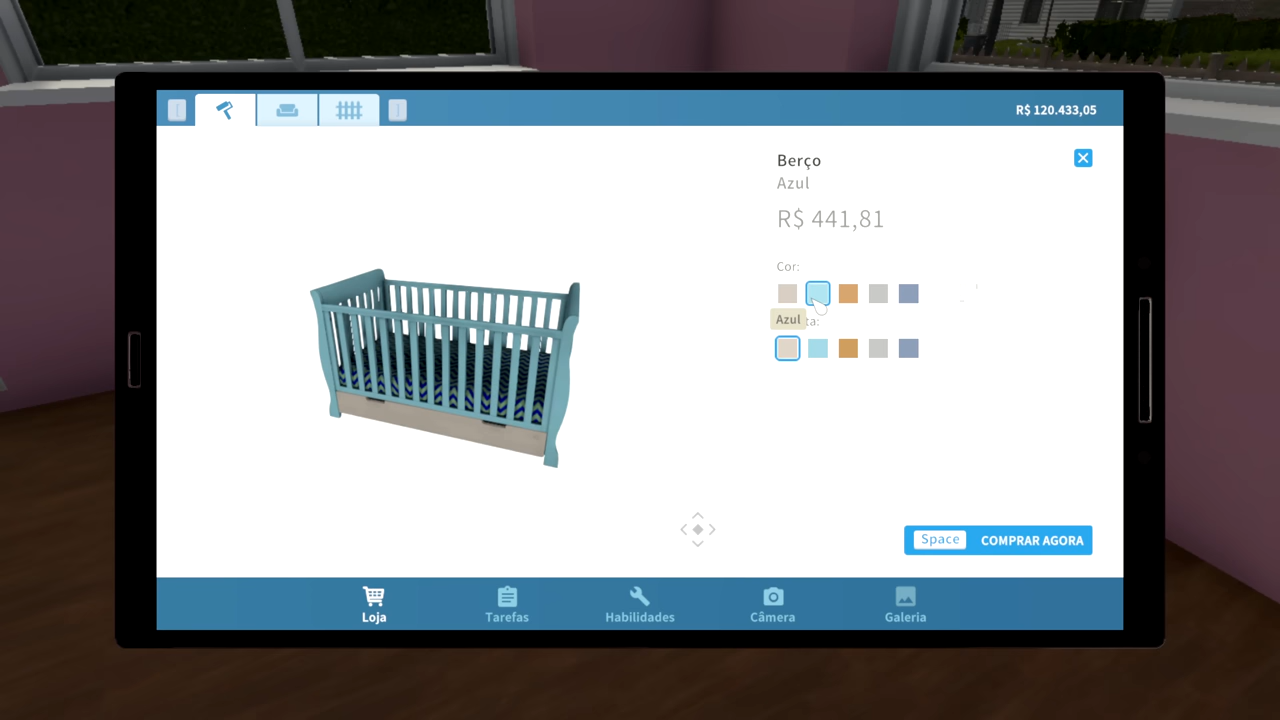 R$ 120.433,05
Berço
Azul
R$ 441,81
Cor:
Azul
Space COMPRAR AGORA
Loja
Tarefas
Habilidades
Câmera
Galeria